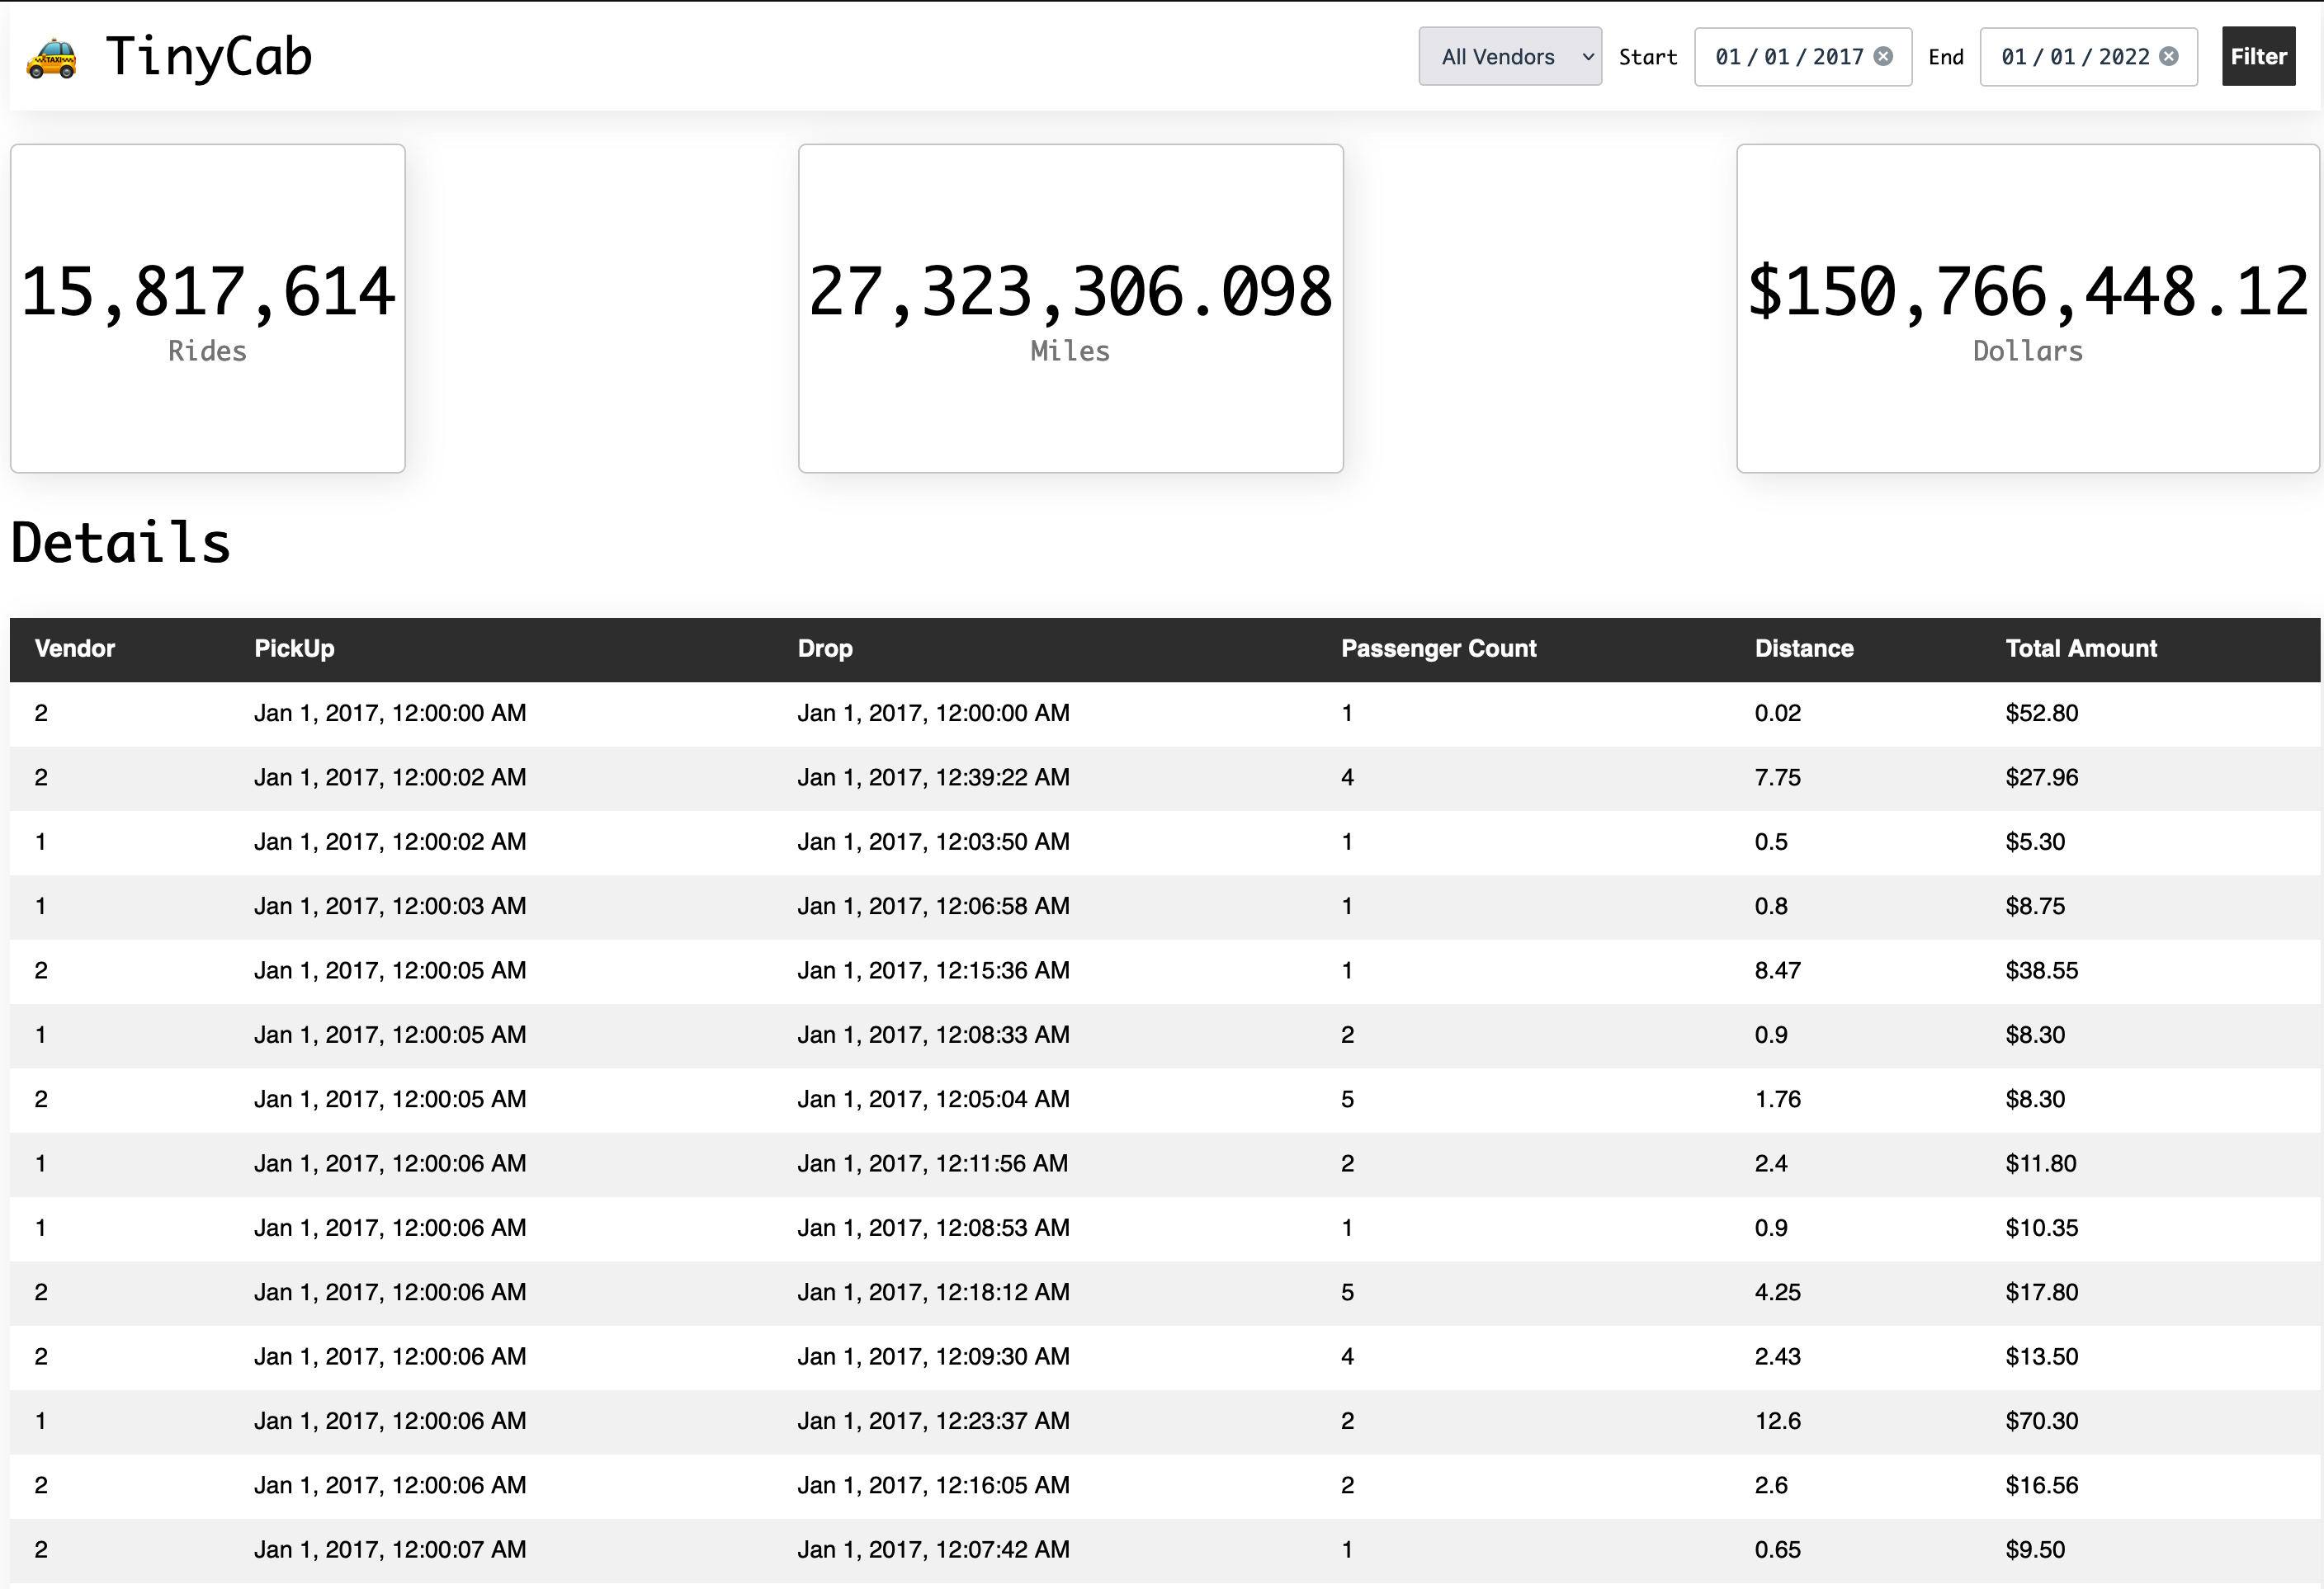 TAXI
TinyCab
All Vendors Start 01/01/2017 End 01/01/2022 Filter
15,817,614
Rides
27,323,306.098
Miles
$150,766,448.12
Dollars
Details
Vendor PickUp Drop Passenger Count Distance Total Amount
2 Jan 1, 2017, 12:00:00 AM Jan 1, 2017, 12:00:00 AM 1 0.02 $52.80
2 Jan 1, 2017, 12:00:02 AM Jan 1, 2017, 12:39:22 AM 4 7.75 $27.96
1 Jan 1, 2017, 12:00:02 AM Jan 1, 2017, 12:03:50 AM 1 0.5 $5.30
1 Jan 1, 2017, 12:00:03 AM Jan 1, 2017, 12:06:58 AM 1 0.8 $8.75
2 Jan 1, 2017, 12:00:05 AM Jan 1, 2017, 12:15:36 AM 1 8.47 $38.55
1 Jan 1, 2017, 12:00:05 AM Jan 1, 2017, 12:08:33 AM 2 0.9 $8.30
2 Jan 1, 2017, 12:00:05 AM Jan 1, 2017, 12:05:04 AM 5 1.76 $8.30
1 Jan 1, 2017, 12:00:06 AM Jan 1, 2017, 12:11:56 AM 2 2.4 $11.80
1 Jan 1, 2017, 12:00:06 AM Jan 1, 2017, 12:08:53 AM 1 0.9 $10.35
2 Jan 1, 2017, 12:00:06 AM Jan 1, 2017, 12:18:12 AM 5 4.25 $17.80
2 Jan 1, 2017, 12:00:06 AM Jan 1, 2017, 12:09:30 AM 4 2.43 $13.50
1 Jan 1, 2017, 12:00:06 AM Jan 1, 2017, 12:23:37 AM 2 12.6 $70.30
2 Jan 1, 2017, 12:00:06 AM Jan 1, 2017, 12:16:05 AM 2 2.6 $16.56
2 Jan 1, 2017, 12:00:07 AM Jan 1, 2017, 12:07:42 AM 1 0.65 $9.50